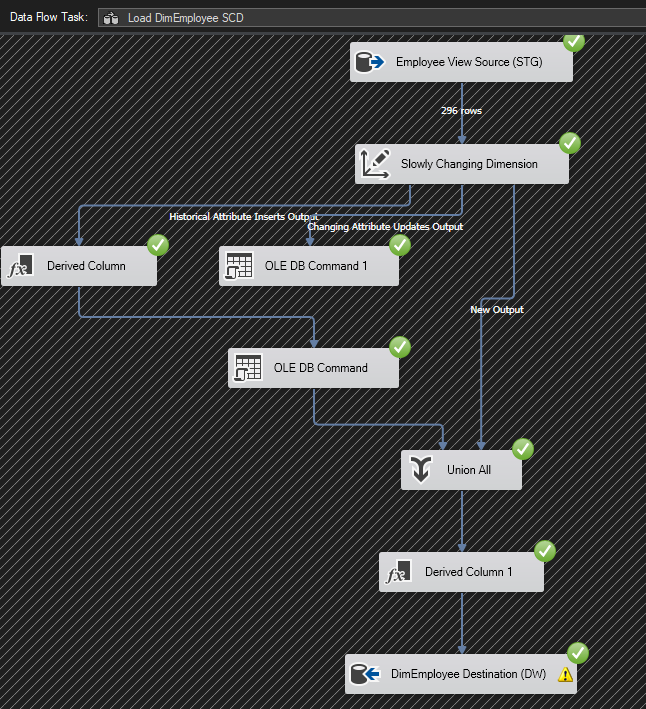 Data Flow Task: Load DimEmployee SCD
Employee View Source (STG)
296 rows
Slowly Changing Dimension
Historical Attribute Inserts Output
Changing Attribute Updates Output
Derived Column
OLE DB Command 1
New Output
OLE DB Command
Union All
Derived Column 1
DimEmployee Destination (DW)